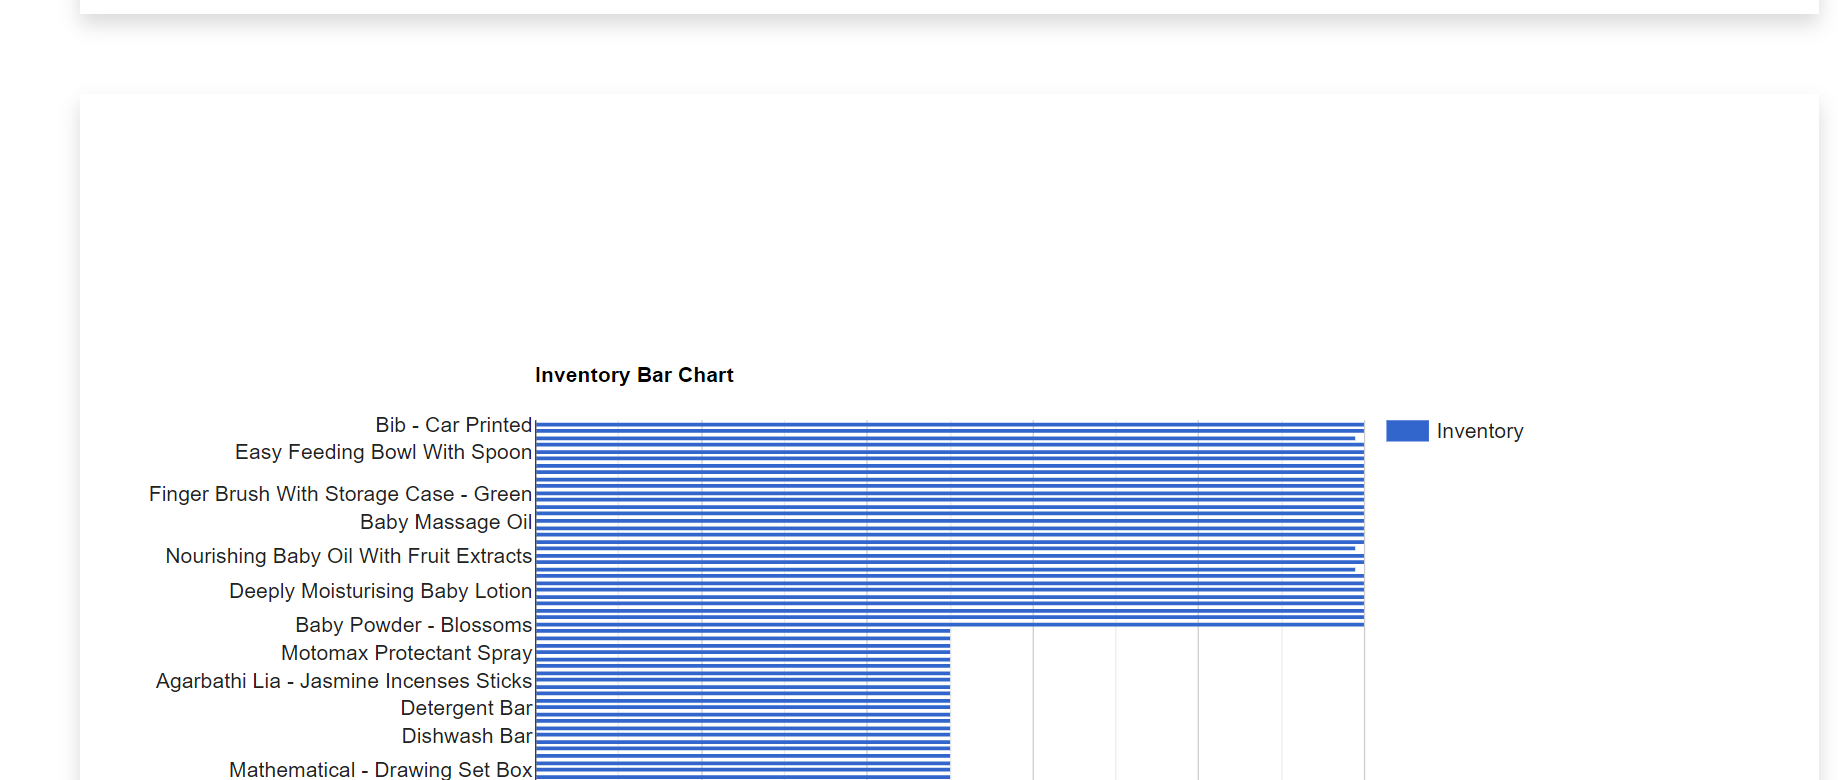 Inventory Bar Chart
Bib - Car Printed
Inventory
Easy Feeding Bowl With Spoon
Finger Brush With Storage Case - Green
Baby Massage Oil
Nourishing Baby Oil With Fruit Extracts
Deeply Moisturising Baby Lotion
Baby Powder - Blossoms
Motomax Protectant Spray
Agarbathi Lia - Jasmine Incenses Sticks
Detergent Bar
Dishwash Bar
Mathematical - Drawing Set Box